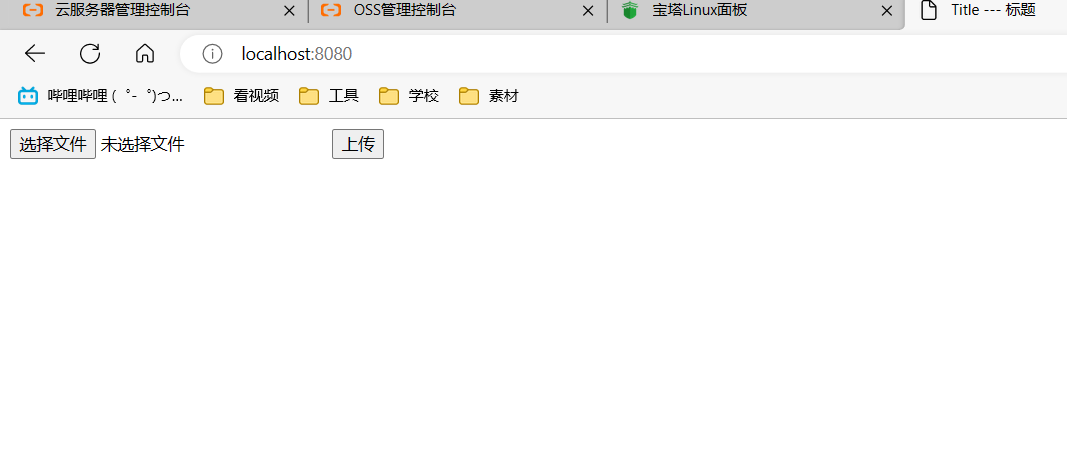 云服务器管理控制台 OSS管理控制台 宝塔Linux面板 Title --- 标题
localhost:8080
哔哩哔哩 (゜-゜)つ... 看视频 工具 学校 素材
选择文件 未选择文件 上传